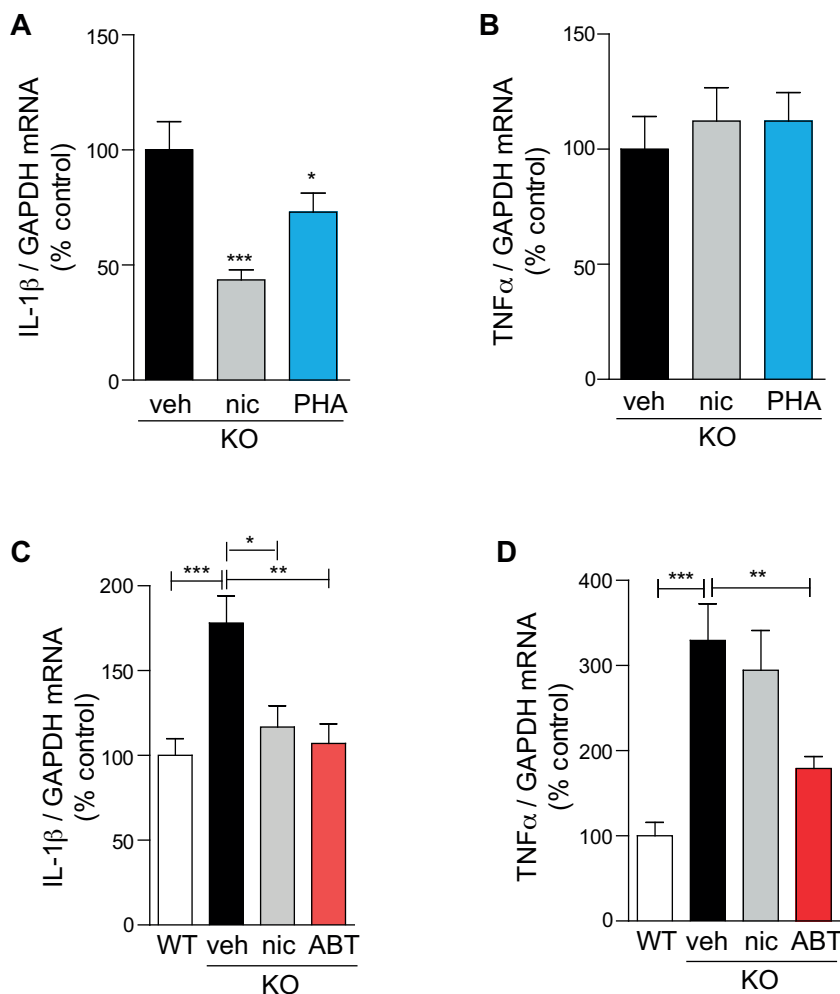 A
IL-1β / GAPDH mRNA
(% control)
150
100
50
0
*
***
veh nic PHA
KO
B
TNFα / GAPDH mRNA
(% control)
150
100
50
0
veh nic PHA
KO
C
IL-1β / GAPDH mRNA
(% control)
200
150
100
50
0
*
*** **
WT veh nic ABT
KO
D
TNFα / GAPDH mRNA
(% control)
400
300
200
100
0
*** **
WT veh nic ABT
KO